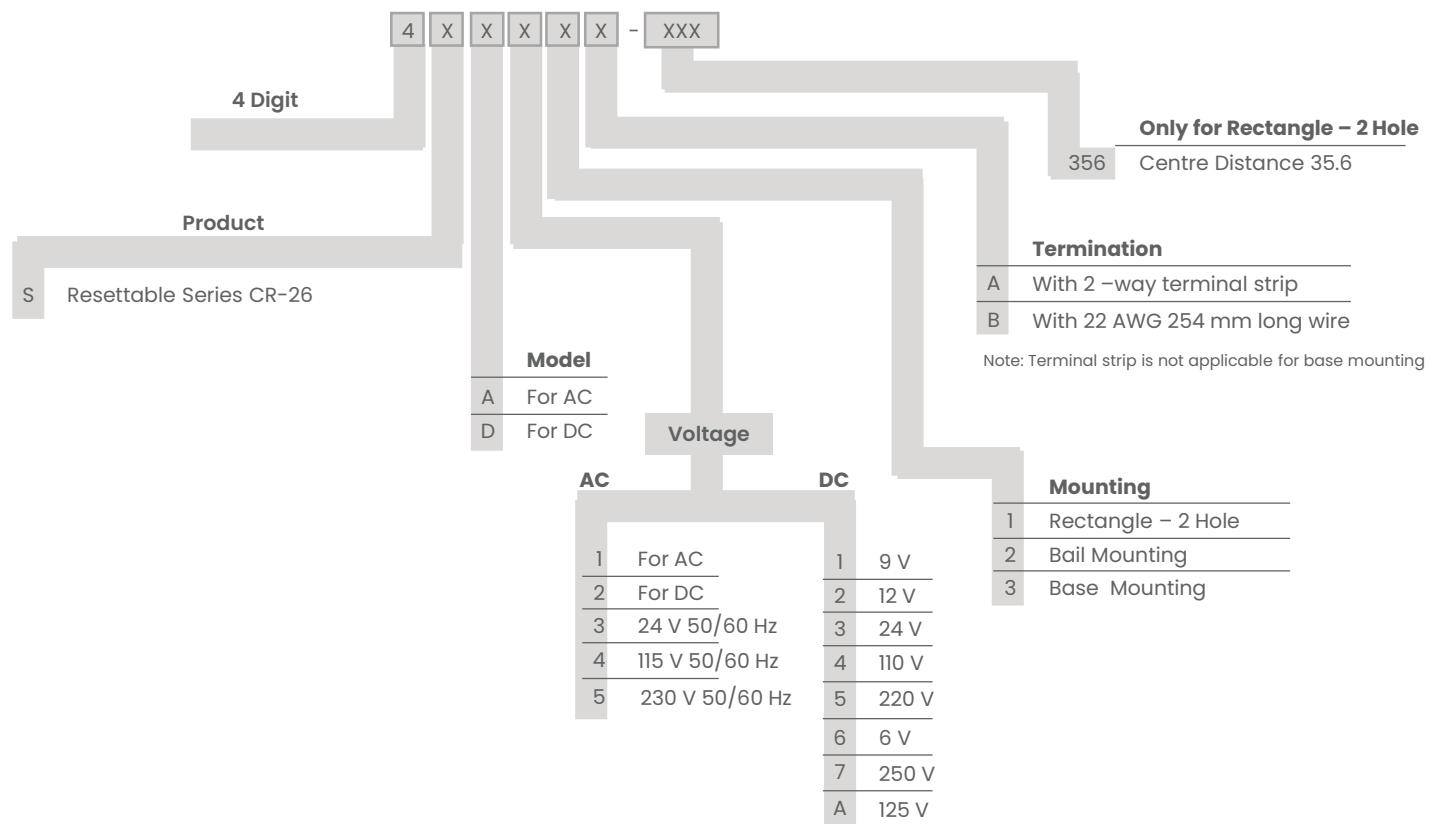 4 X X X X X - XXX
4 Digit
Only for Rectangle – 2 Hole
356 Centre Distance 35.6
Product
S Resettable Series CR-26
Termination
A With 2 –way terminal strip
B With 22 AWG 254 mm long wire
Note: Terminal strip is not applicable for base mounting
Model
A For AC
D For DC
Voltage
AC
1 For AC
2 For DC
3 24 V 50/60 Hz
4 115 V 50/60 Hz
5 230 V 50/60 Hz
DC
1 9 V
2 12 V
3 24 V
4 110 V
5 220 V
6 6 V
7 250 V
A 125 V
Mounting
1 Rectangle – 2 Hole
2 Bail Mounting
3 Base Mounting